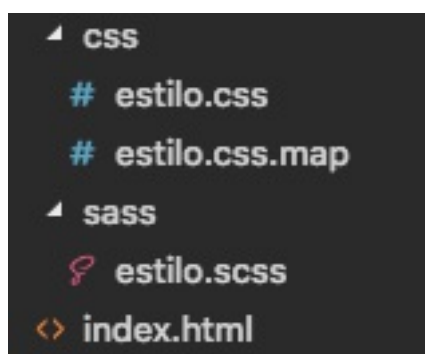 css
# estilo.css
# estilo.css.map
sass
estilo.scss
<> index.html